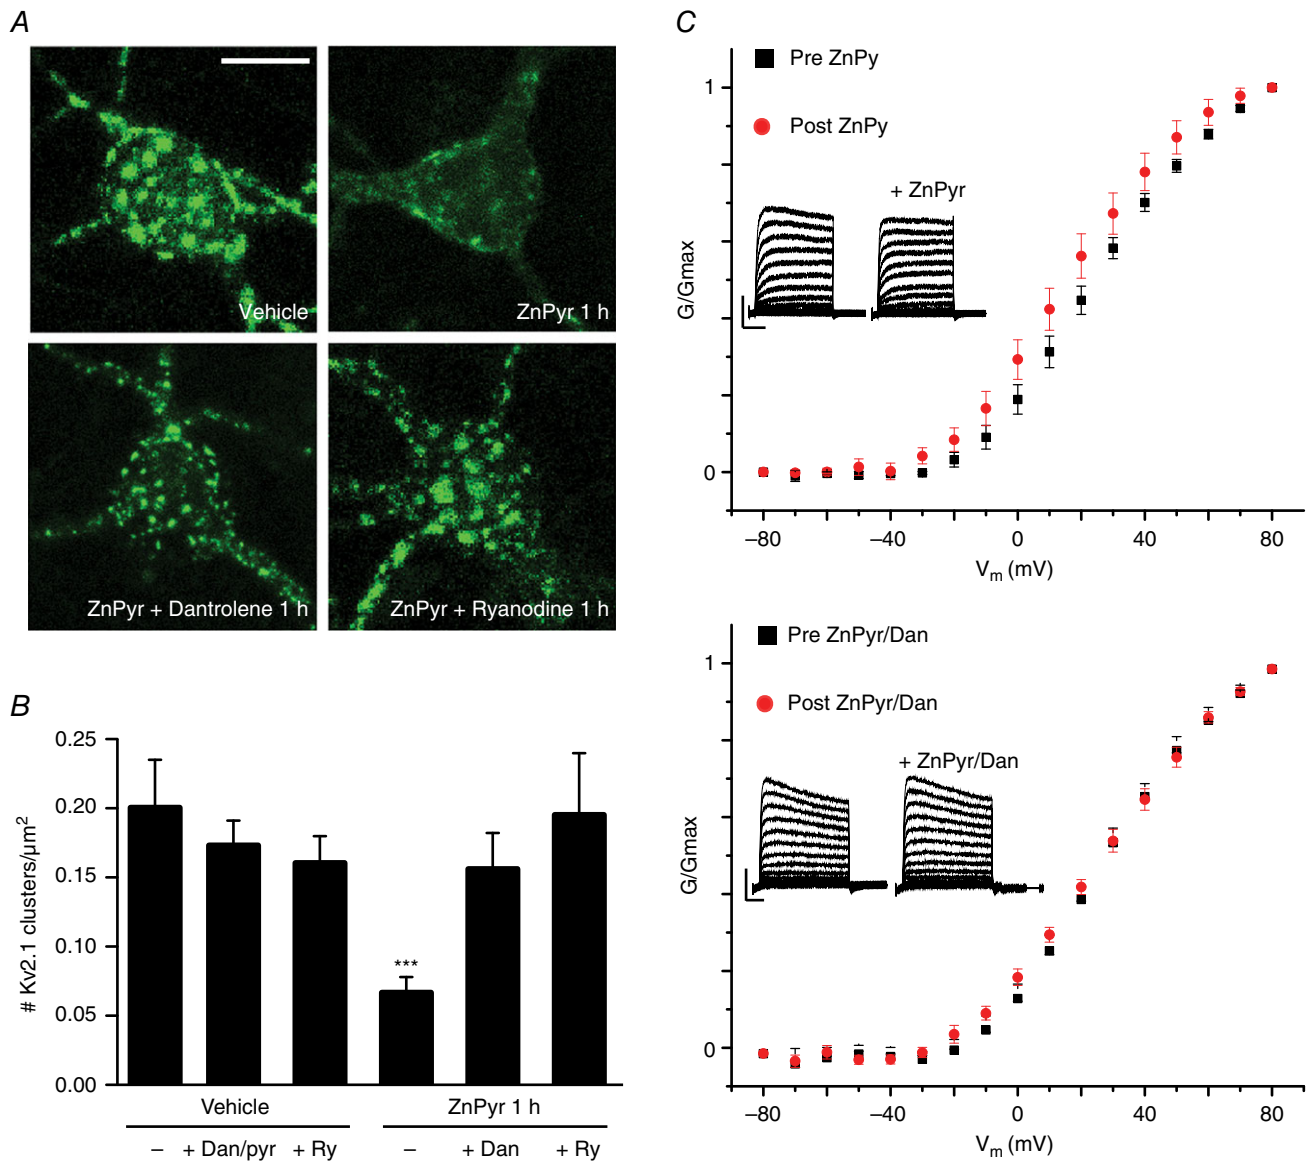 A
Vehicle
ZnPyr 1 h
ZnPyr + Dantrolene 1 h
ZnPyr + Ryanodine 1 h
B
# Kv2.1 clusters/µm²
0.25
0.20
0.15
0.10
0.05
0.00
***
Vehicle
ZnPyr 1 h
– + Dan/pyr + Ry – + Dan + Ry
C
Pre ZnPy
Post ZnPy
+ ZnPyr
G/Gmax
1
0
–80 –40 0 40 80
Vm (mV)
Pre ZnPyr/Dan
Post ZnPyr/Dan
+ ZnPyr/Dan
G/Gmax
1
0
–80 –40 0 40 80
Vm (mV)